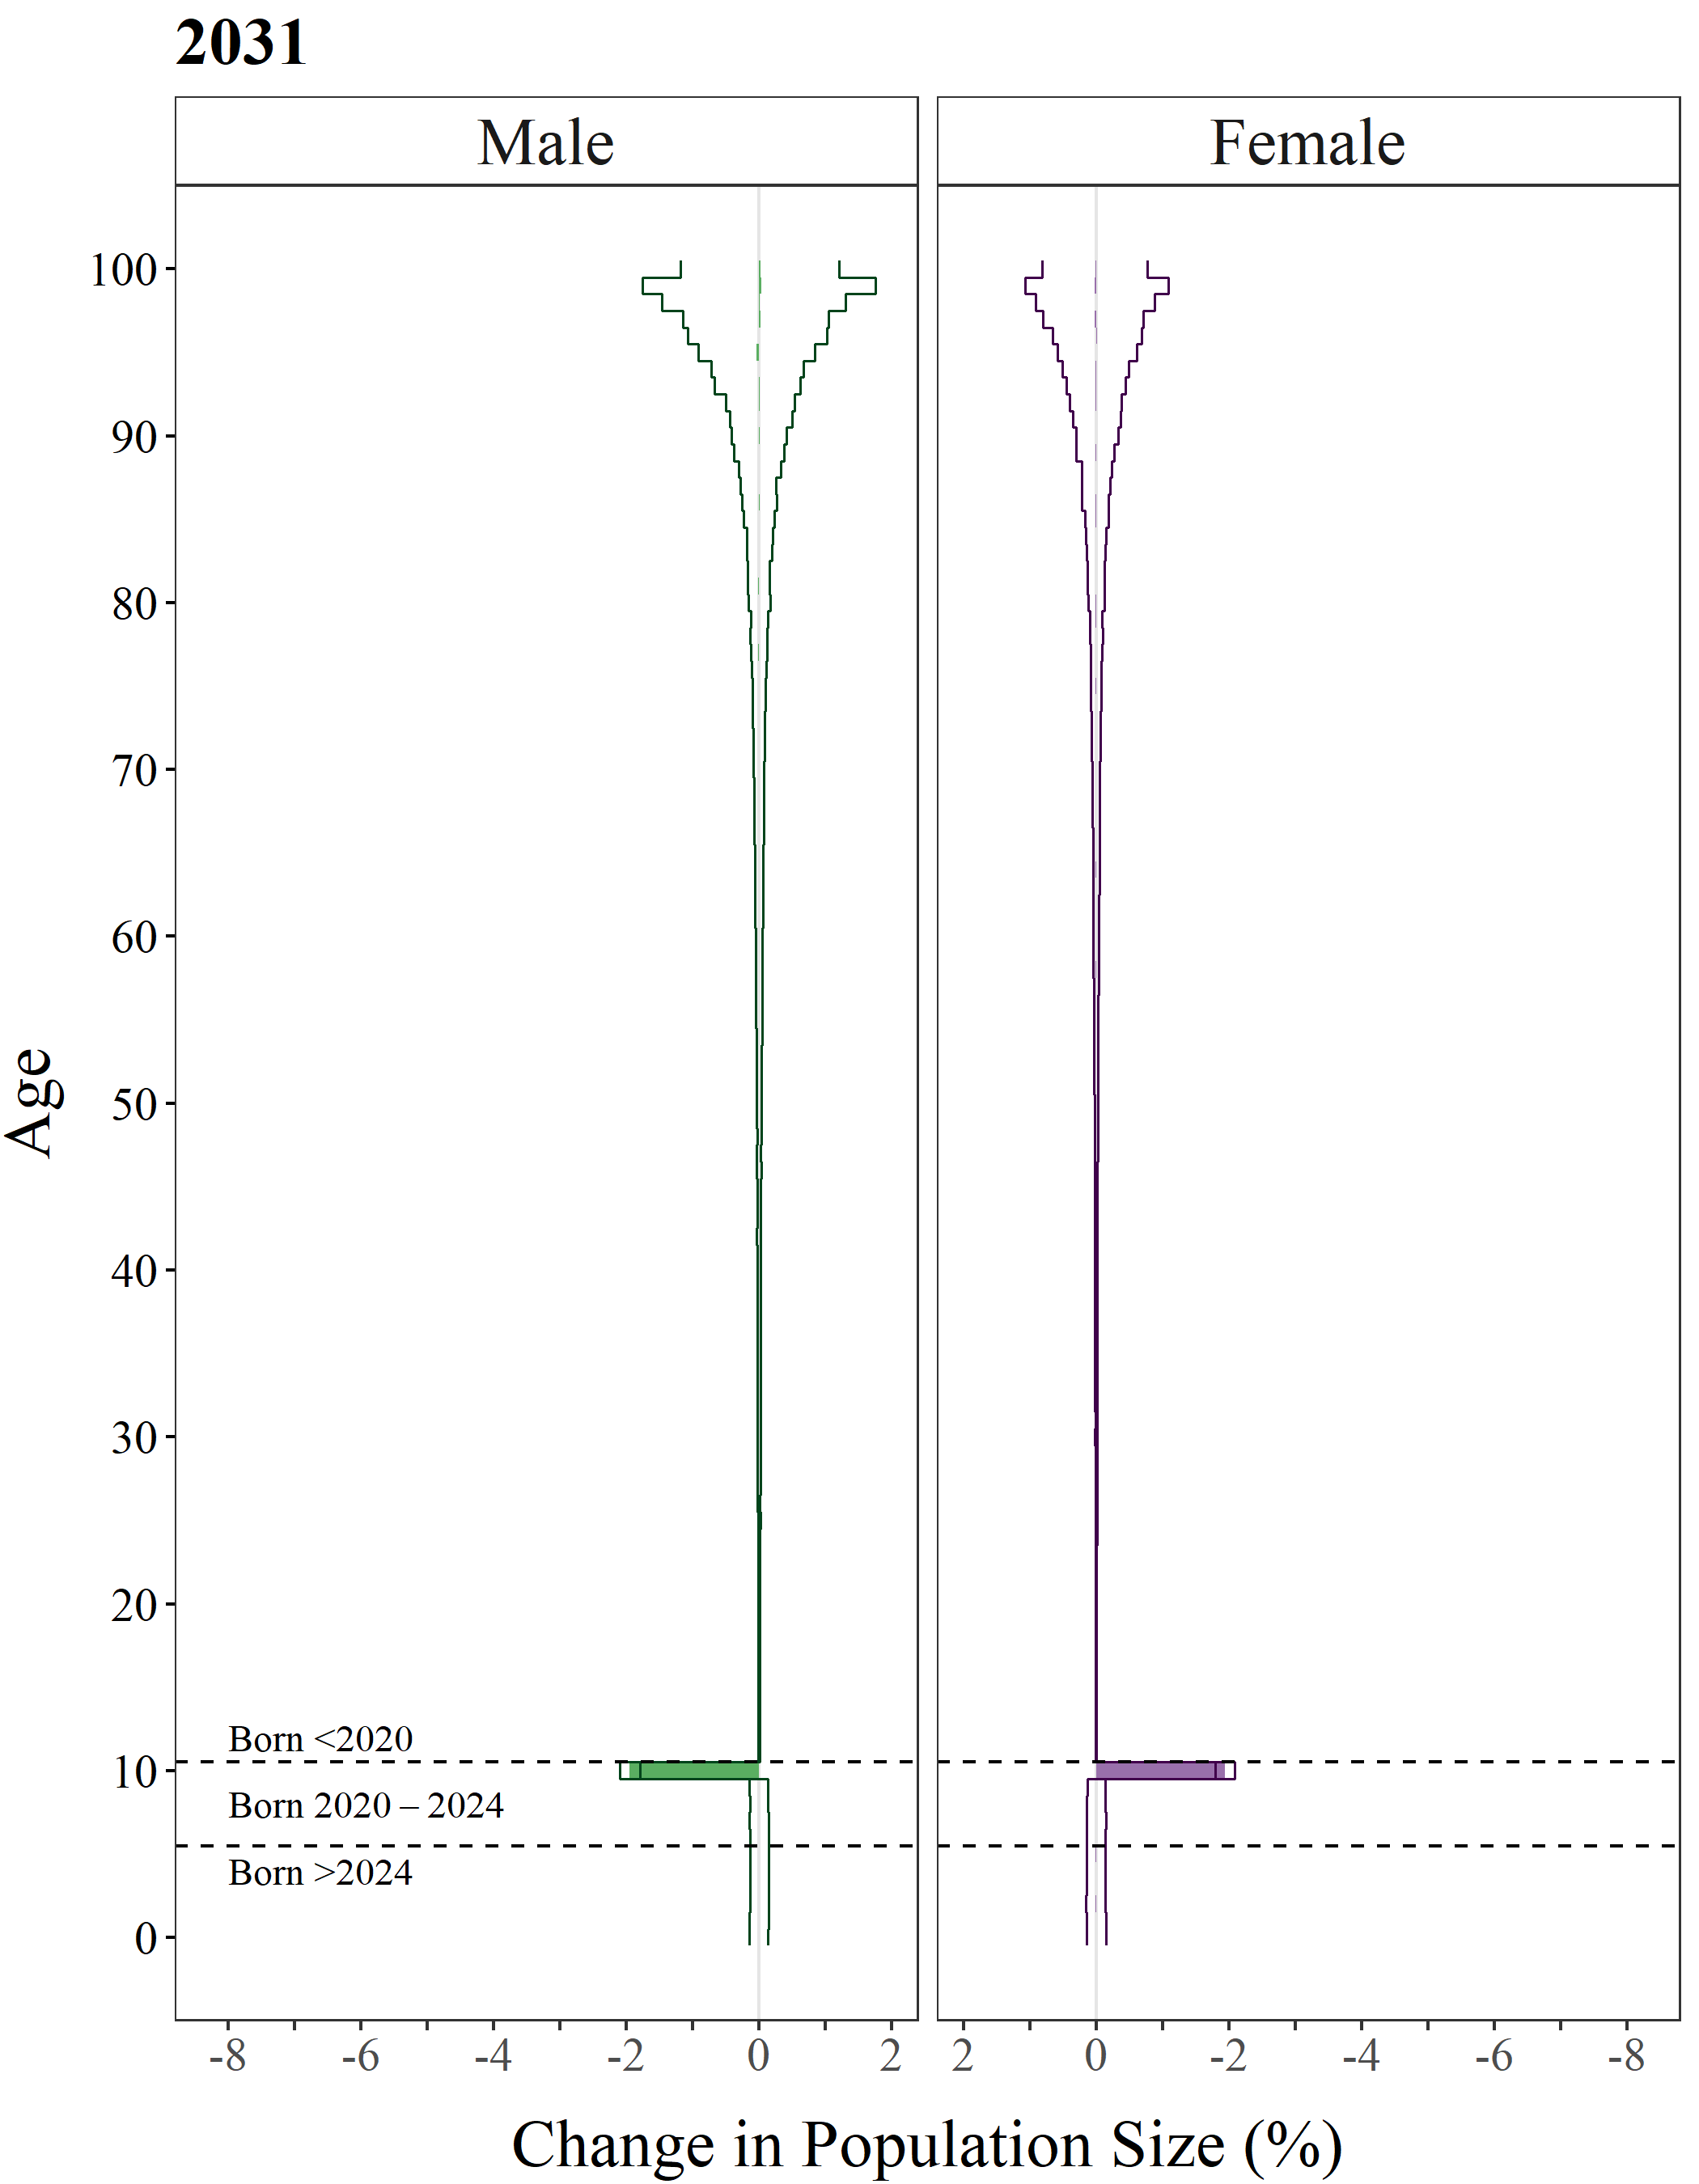 2031
Male
Female
100
90
80
70
60
50
40
30
20
10
0
Age
Born <2020
Born 2020 – 2024
Born >2024
-8 -6 -4 -2 0 2
2 0 -2 -4 -6 -8
Change in Population Size (%)